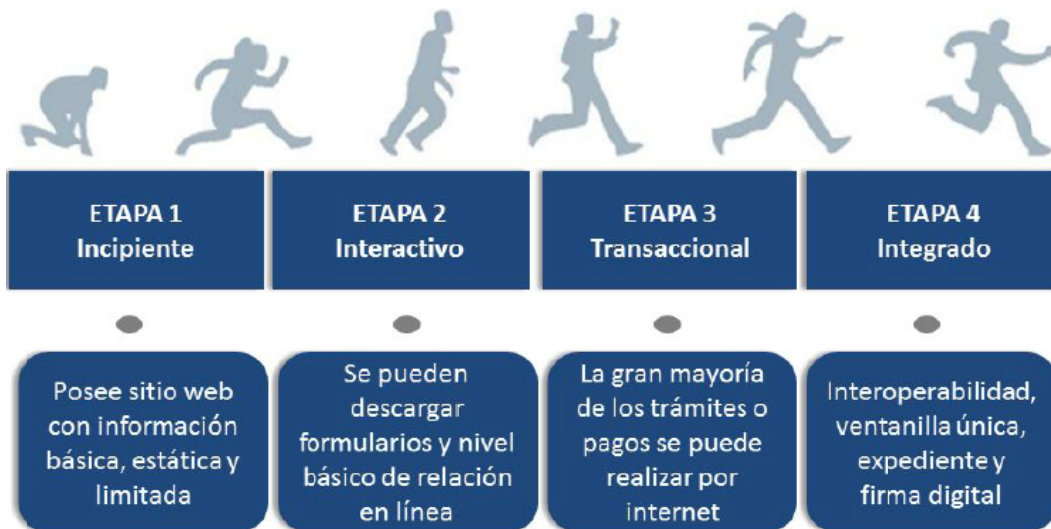 ETAPA 1
Incipiente
ETAPA 2
Interactivo
ETAPA 3
Transaccional
ETAPA 4
Integrado
Posee sitio web
con información
básica, estática y
limitada
Se pueden
descargar
formularios y nivel
básico de relación
en línea
La gran mayoría
de los trámites o
pagos se puede
realizar por
internet
Interoperabilidad,
ventanilla única,
expediente y
firma digital